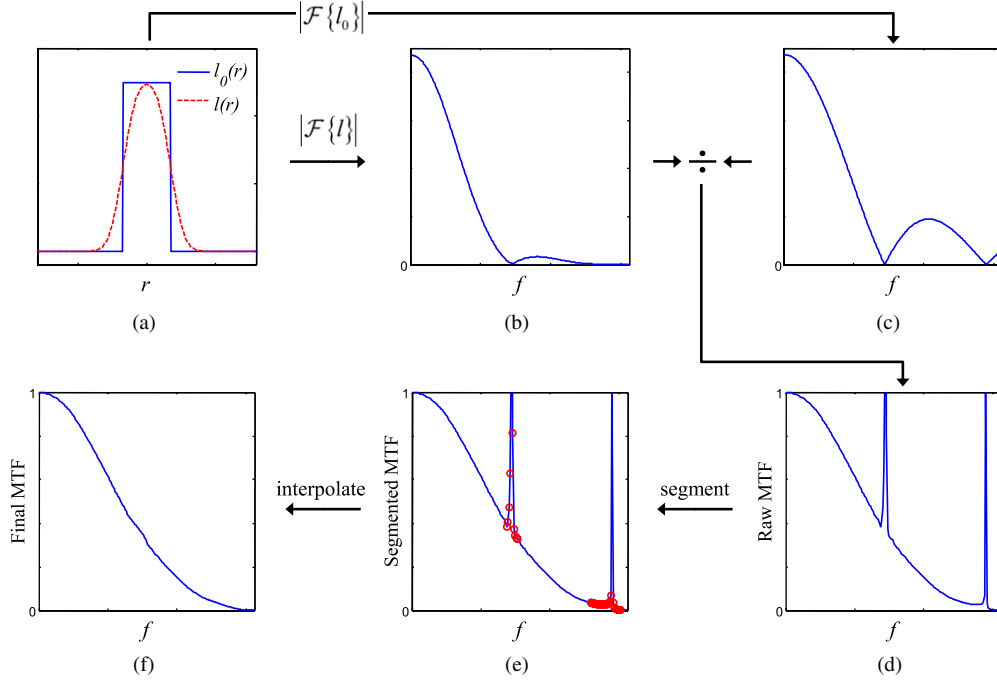 |ℱ{l₀}|
l₀(r)
l(r)
|ℱ{l}|
÷
0
0
r
f
f
(a)
(b)
(c)
1
1
1
Final MTF
interpolate
Segmented MTF
segment
Raw MTF
0
0
0
f
f
f
(f)
(e)
(d)